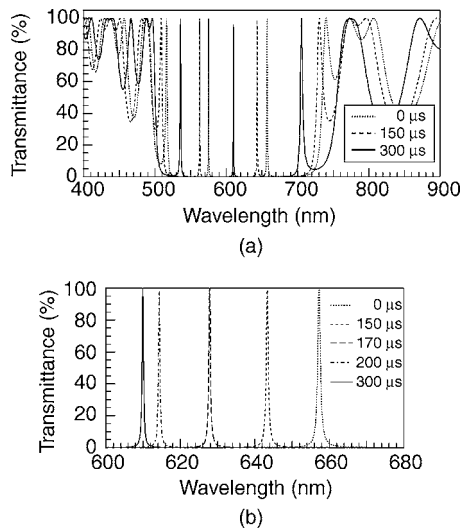 100
80
60
40
20
0
Transmittance (%)
0 µs
150 µs
300 µs
400 500 600 700 800 900
Wavelength (nm)
(a)
100
80
60
40
20
0
Transmittance (%)
0 µs
150 µs
170 µs
200 µs
300 µs
600 620 640 660 680
Wavelength (nm)
(b)